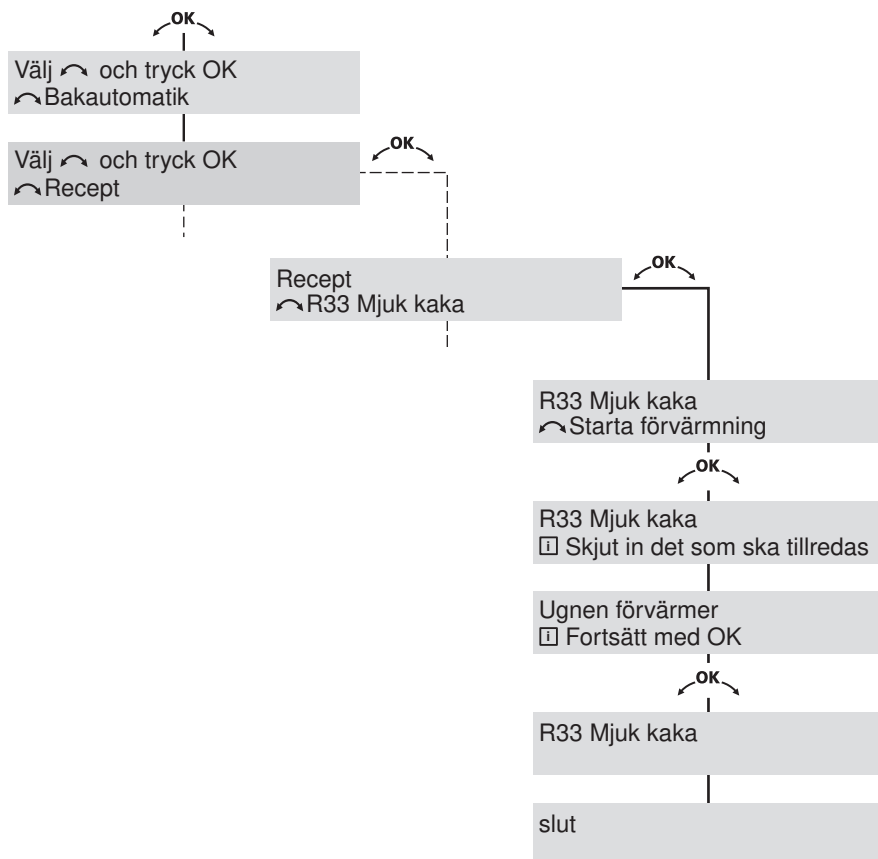 OK
Välj och tryck OK
Bakautomatik
Välj och tryck OK
Recept
OK
Recept
R33 Mjuk kaka
OK
R33 Mjuk kaka
Starta förvärmning
OK
R33 Mjuk kaka
i Skjut in det som ska tillredas
Ugnen förvärmer
i Fortsätt med OK
OK
R33 Mjuk kaka
slut